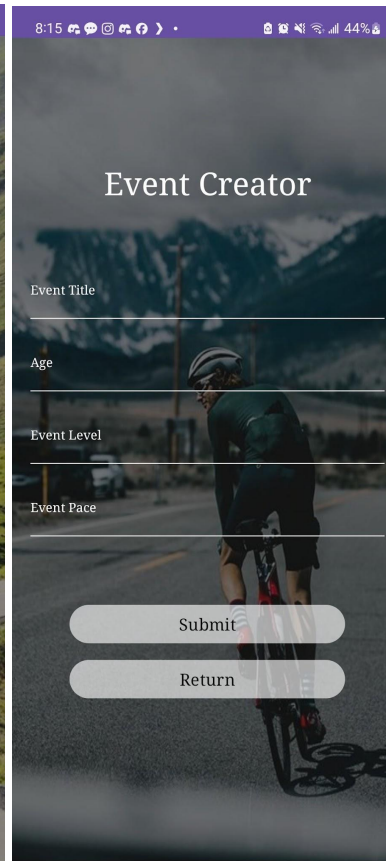 8:15 44%
Event Creator
Event Title
Age
Event Level
Event Pace
Submit
Return